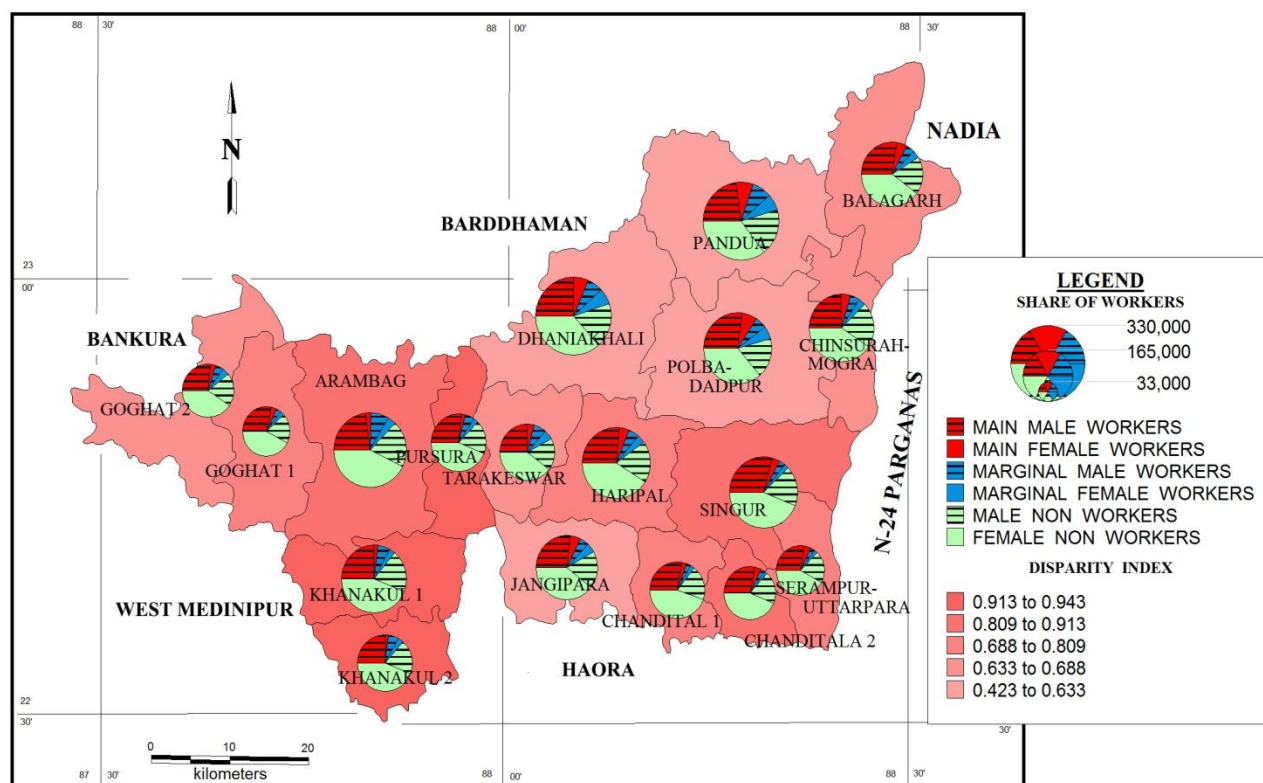 88
30'
88
00'
88
30'
N
NADIA
BALAGARH
PANDUA
BARDDHAMAN
23
00'
DHANIAKHALI
POLBA-
DADPUR
CHINSURAH-
MOGRA
BANKURA
GOGHAT 2
GOGHAT 1
ARAMBAG
PURSURA
TARAKESWAR
HARIPAL
SINGUR
N-24 PARGANAS
KHANAKUL 1
WEST MEDINIPUR
JANGIPARA
CHANDITAL 1
SERAMPUR-
UTTARPARA
CHANDITALA 2
KHANAKUL 2
HAORA
22
30'
30'
0 10 20
kilometers
87
30'
88
00'
88
30'
LEGEND
SHARE OF WORKERS
330,000
165,000
33,000
MAIN MALE WORKERS
MAIN FEMALE WORKERS
MARGINAL MALE WORKERS
MARGINAL FEMALE WORKERS
MALE NON WORKERS
FEMALE NON WORKERS
DISPARITY INDEX
0.913 to 0.943
0.809 to 0.913
0.688 to 0.809
0.633 to 0.688
0.423 to 0.633